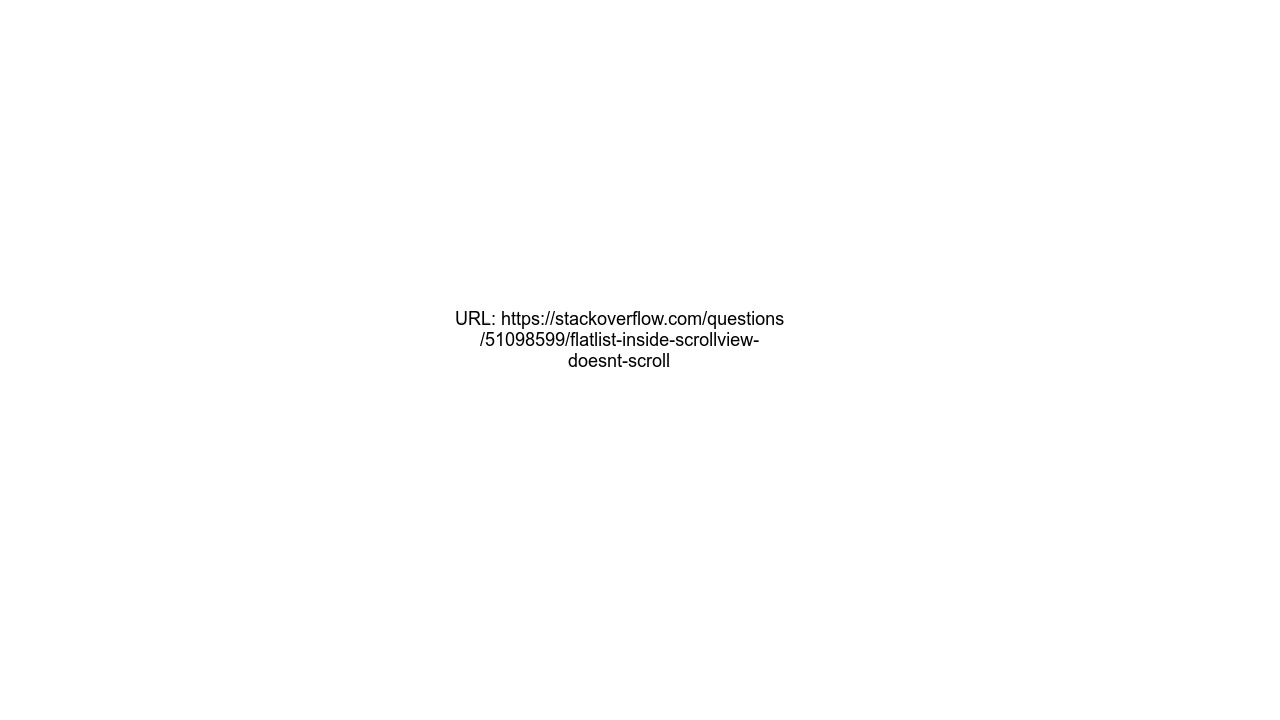 URL: https://stackoverflow.com/questions
/51098599/flatlist-inside-scrollview-
doesnt-scroll